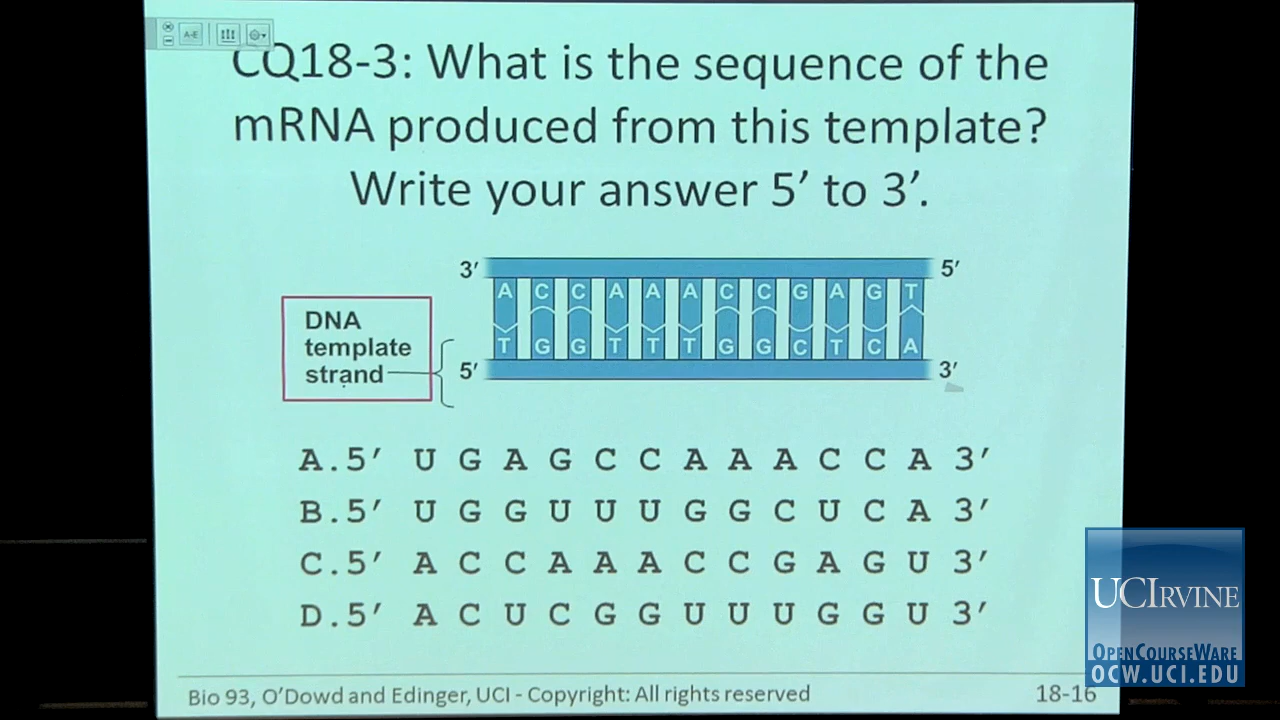 A-E
CQ18-3: What is the sequence of the
mRNA produced from this template?
Write your answer 5′ to 3′.
3′ 5′
A C C A A A C C G A G T
DNA
template
strand
T G G T T T G G C T C A
5′ 3′
A.5′ U G A G C C A A A C C A 3′
B.5′ U G G U U U G G C U C A 3′
C.5′ A C C A A A C C G A G U 3′
D.5′ A C U C G G U U U G G U 3′
UCIRVINE
OPENCOURSEWARE
OCW.UCI.EDU
Bio 93, O'Dowd and Edinger, UCI - Copyright: All rights reserved
18-16